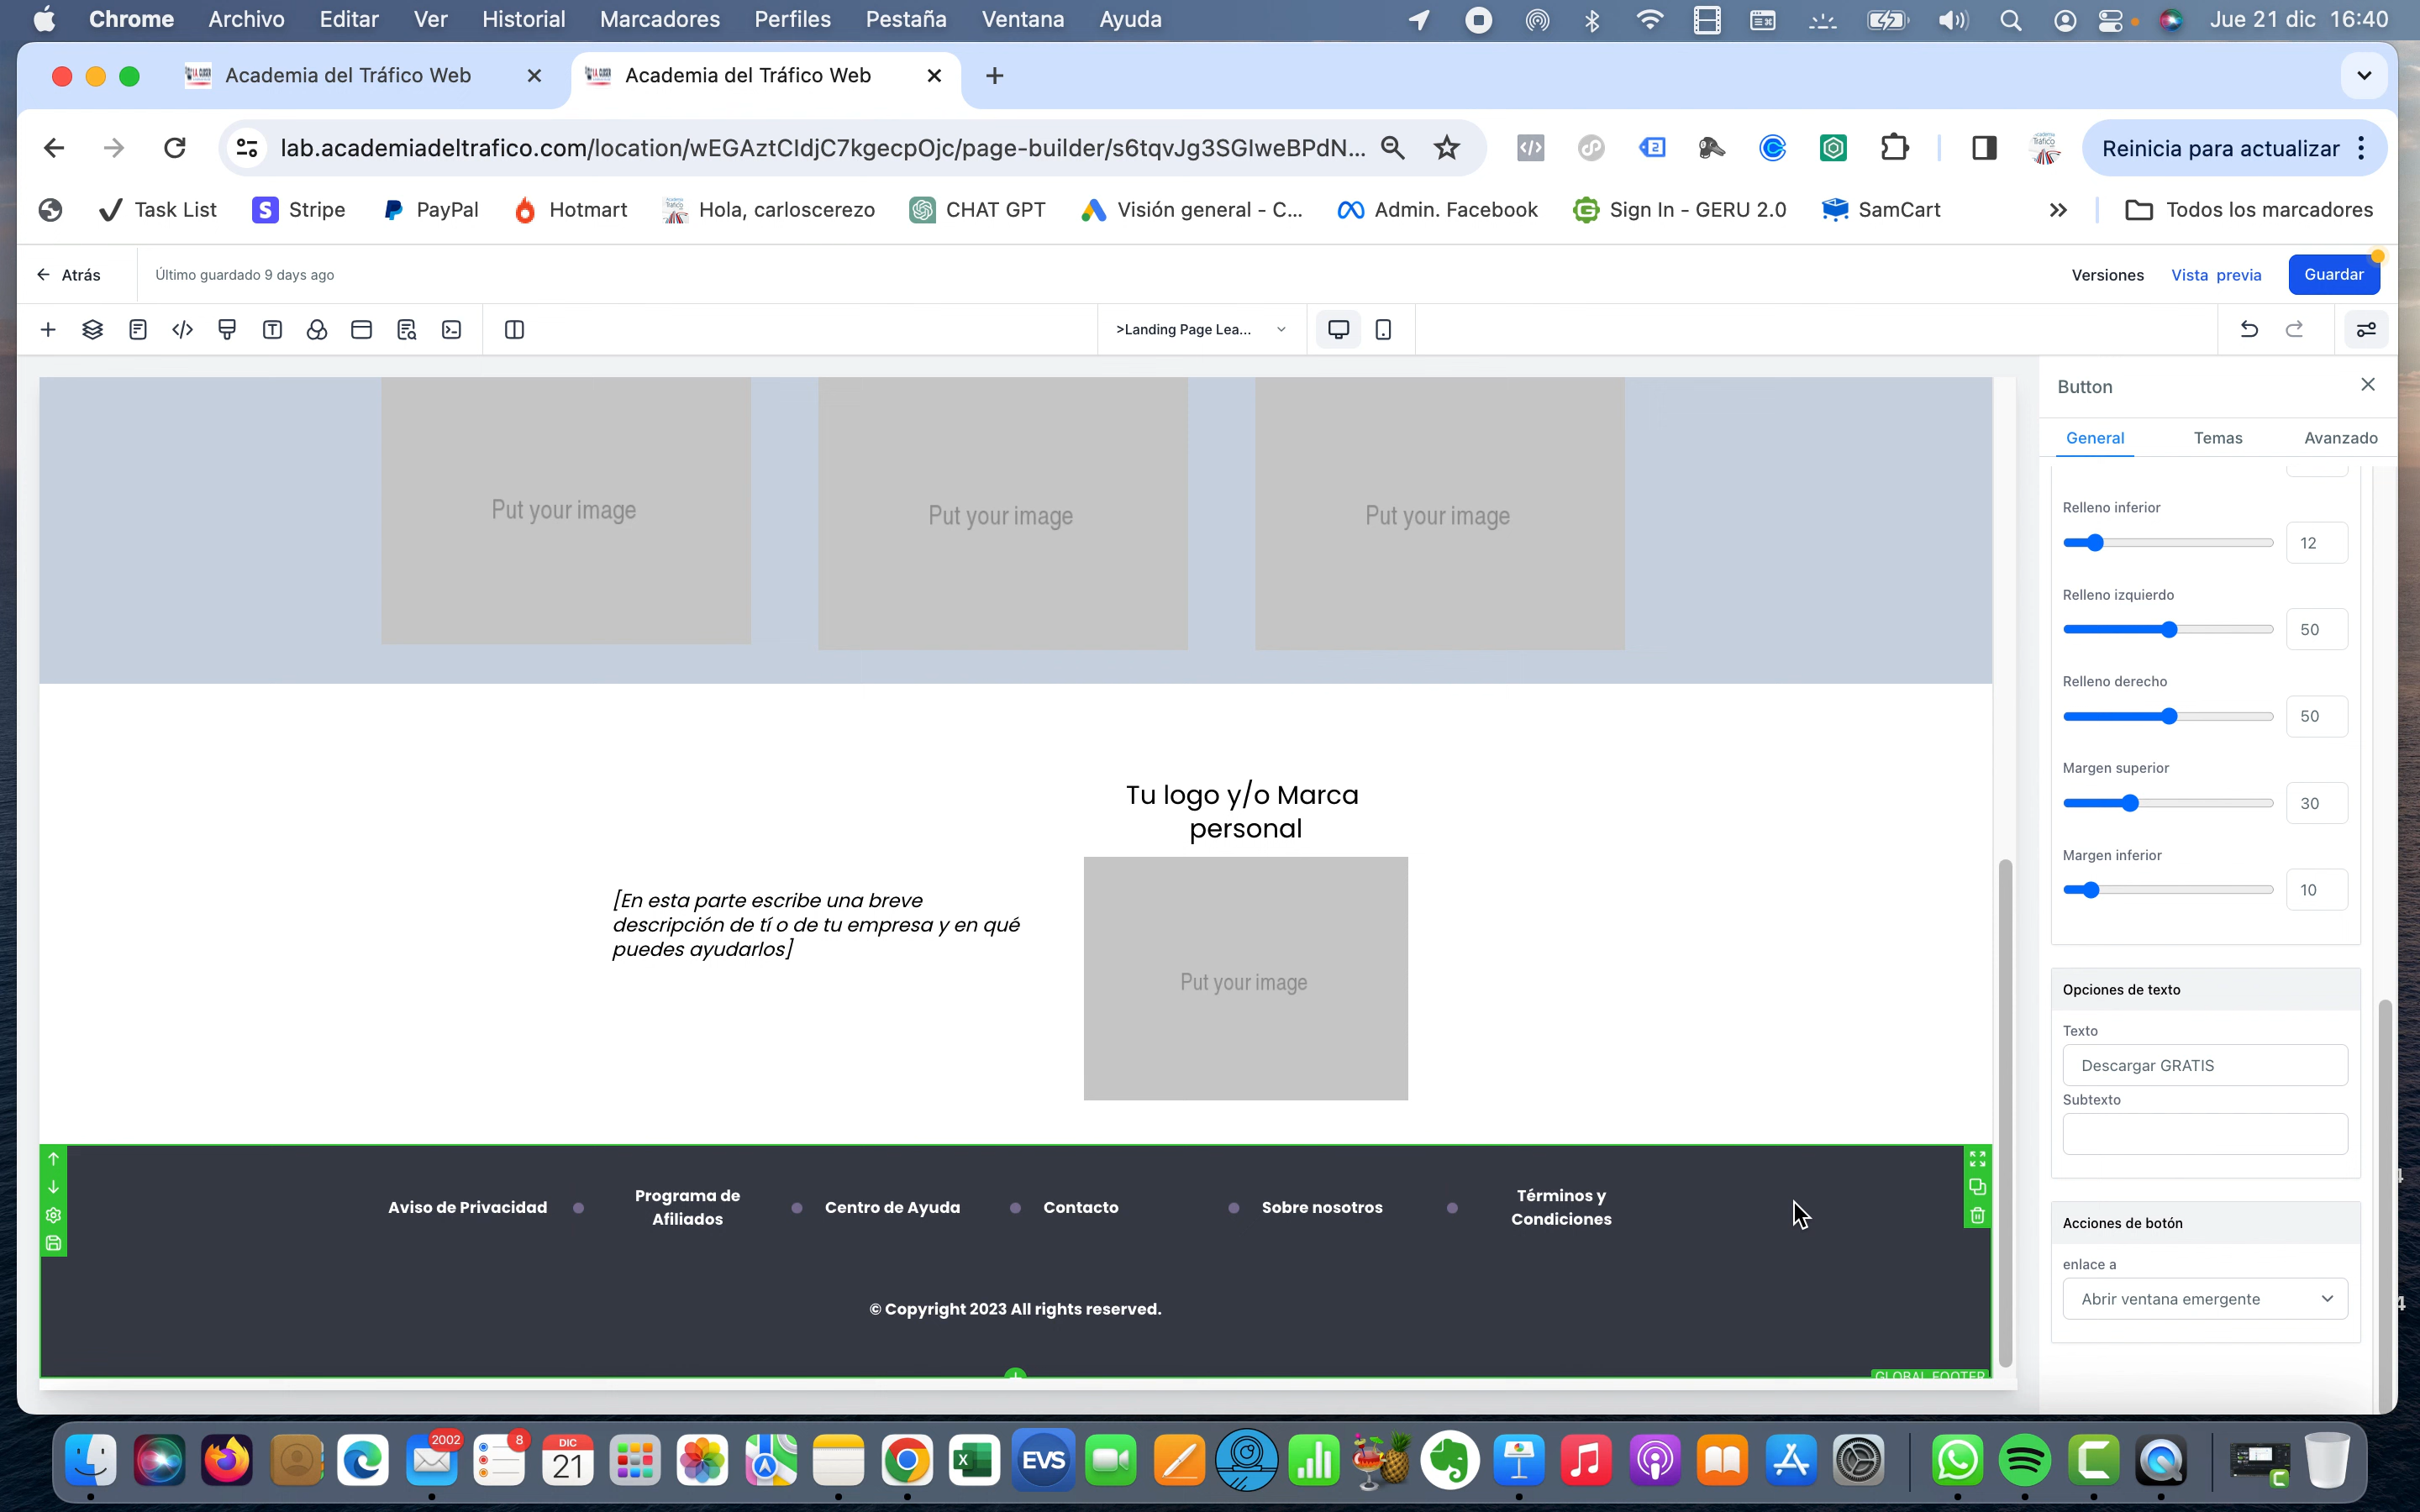 Chrome Archivo Editar Ver Historial Marcadores Perfiles Pestaña Ventana Ayuda
Jue 21 dic 16:40
Academia del Tráfico Web
Academia del Tráfico Web
lab.academiadeltrafico.com/location/wEGAztCIdjC7kgecpOjc/page-builder/s6tqvJg3SGIweBPdN...
Reinicia para actualizar
Task List
Stripe
PayPal
Hotmart
Hola, carloscerezo
CHAT GPT
Visión general - C...
Admin. Facebook
Sign In - GERU 2.0
SamCart
Todos los marcadores
Atrás
Último guardado 9 days ago
Versiones
Vista previa
Guardar
>Landing Page Lea...
Button
General
Temas
Avanzado
Put your image
Put your image
Put your image
Relleno inferior
12
Relleno izquierdo
50
Relleno derecho
50
Margen superior
30
Margen inferior
10
Tu logo y/o Marca
personal
[En esta parte escribe una breve
descripción de tí o de tu empresa y en qué
puedes ayudarlos]
Put your image
Opciones de texto
Texto
Descargar GRATIS
Subtexto
Acciones de botón
enlace a
Abrir ventana emergente
Aviso de Privacidad
Programa de
Afiliados
Centro de Ayuda
Contacto
Sobre nosotros
Términos y
Condiciones
© Copyright 2023 All rights reserved.
GLOBAL FOOTER
2002
8
DIC
21
EVS